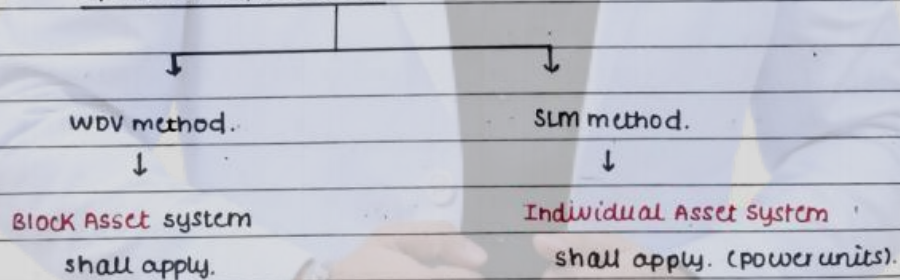 WDV method.
SLM method.
Block Asset system
shall apply.
Individual Asset System
shall apply. (power units).